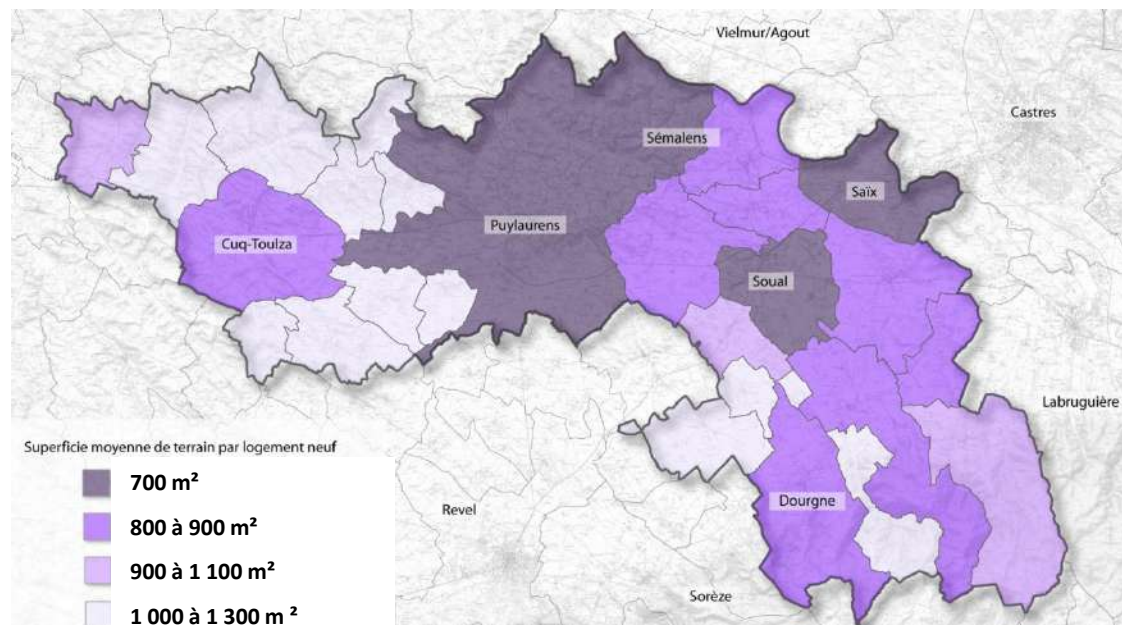 Vielmur/Agout
Castres
Sémalens
Saïx
Puylaurens
Cuq-Toulza
Soual
Labruguière
Superficie moyenne de terrain par logement neuf
700 m²
800 à 900 m²
900 à 1 100 m²
1 000 à 1 300 m ²
Revel
Dourgne
Sorèze